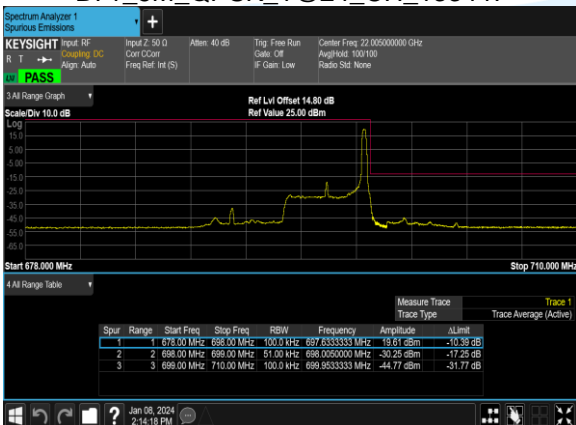 Spectrum Analyzer 1
Spurious Emissions
+
KEYSIGHT Input: RF Input Z: 50 Ω Atten: 40 dB Trig: Free Run Center Freq: 22.005000000 GHz
R T Coupling: DC Corr CCorr Gate: Off Avg|Hold: 100/100
Align: Auto Freq Ref: Int (S) IF Gain: Low Radio Std: None
LW PASS
3 All Range Graph
Ref Lvl Offset 14.80 dB
Scale/Div 10.0 dB Ref Value 25.00 dBm
Log
15.0
5.00
-5.00
-15.0
-25.0
-35.0
-45.0
-55.0
-65.0
Start 678.000 MHz Stop 710.000 MHz
4 All Range Table
Measure Trace Trace 1
Trace Type Trace Average (Active)
Spur Range Start Freq Stop Freq RBW Frequency Amplitude ΔLimit
1 1 678.00 MHz 698.00 MHz 100.0 kHz 697.6333333 MHz 19.61 dBm -10.39 dB
2 2 698.00 MHz 699.00 MHz 51.00 kHz 698.0050000 MHz -30.25 dBm -17.25 dB
3 3 699.00 MHz 710.00 MHz 100.0 kHz 699.9533333 MHz -44.77 dBm -31.77 dB
?
Jan 08, 2024
2:14:18 PM